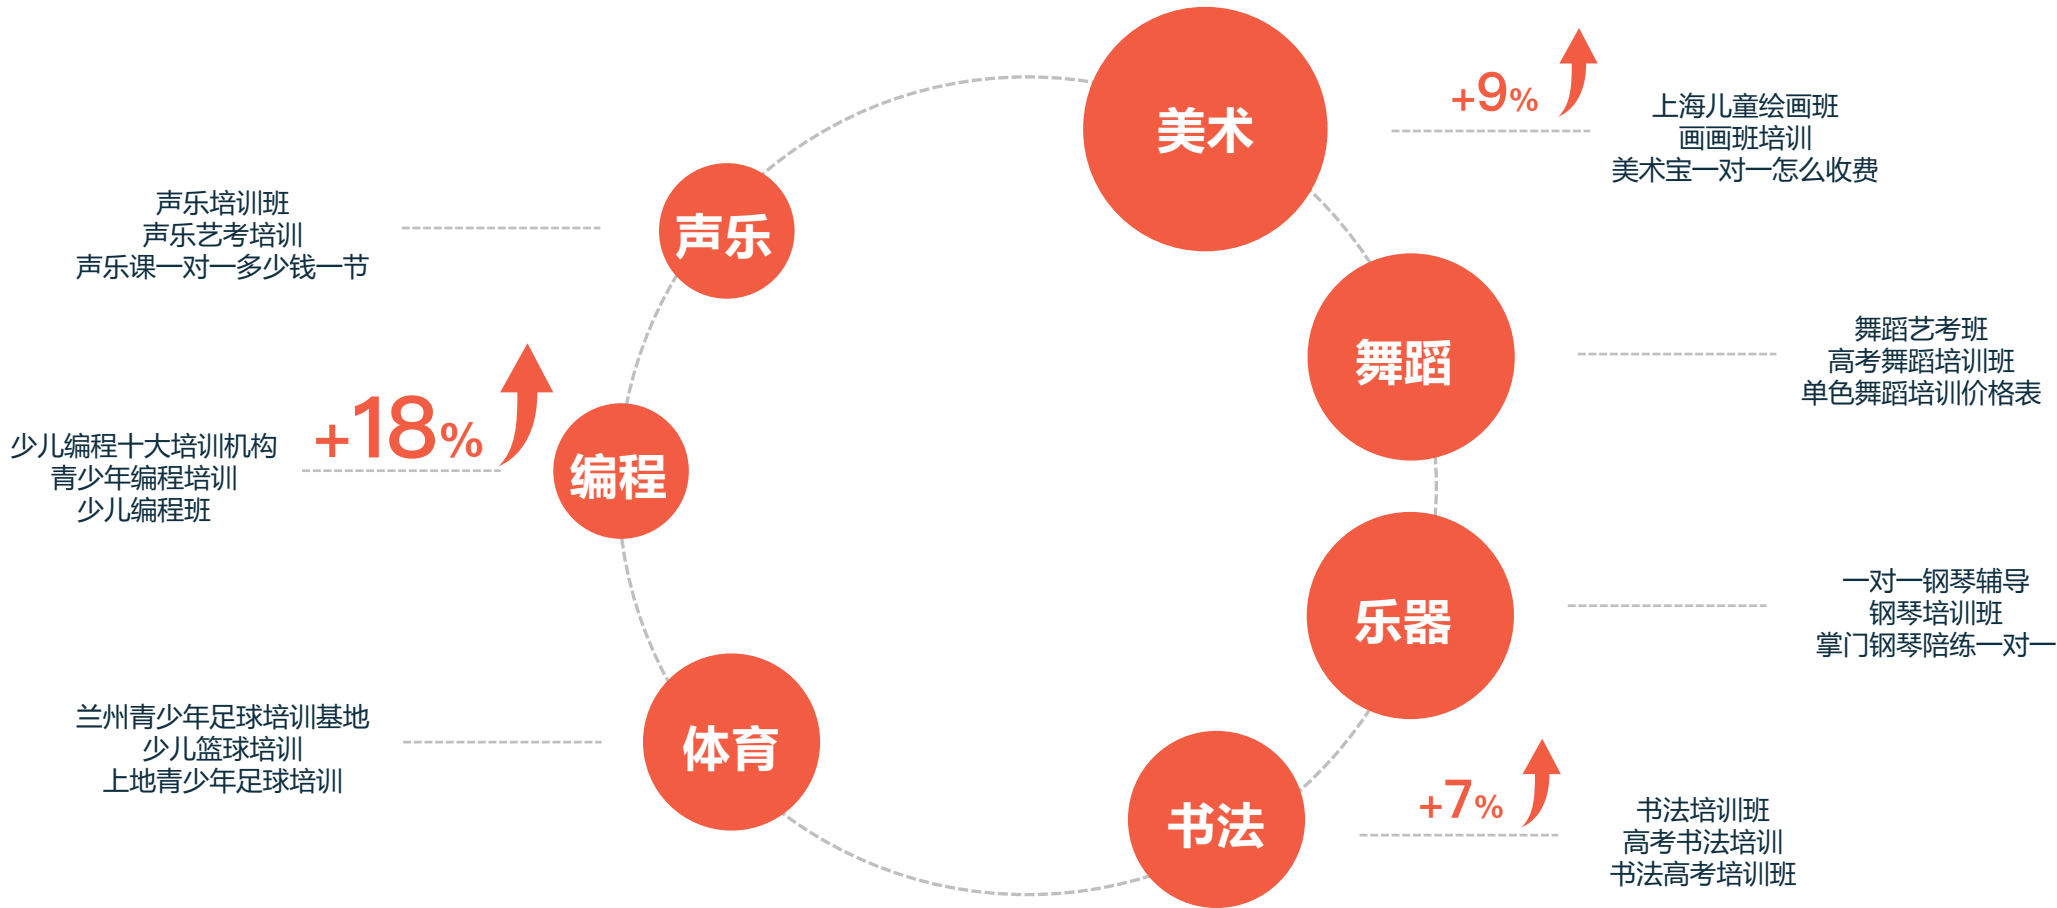 美术
+9%
上海儿童绘画班
画画班培训
美术宝一对一怎么收费
舞蹈
舞蹈艺考班
高考舞蹈培训班
单色舞蹈培训价格表
乐器
一对一钢琴辅导
钢琴培训班
掌门钢琴陪练一对一
书法
+7%
书法培训班
高考书法培训
书法高考培训班
体育
兰州青少年足球培训基地
少儿篮球培训
上地青少年足球培训
编程
+18%
少儿编程十大培训机构
青少年编程培训
少儿编程班
声乐
声乐培训班
声乐艺考培训
声乐课一对一多少钱一节